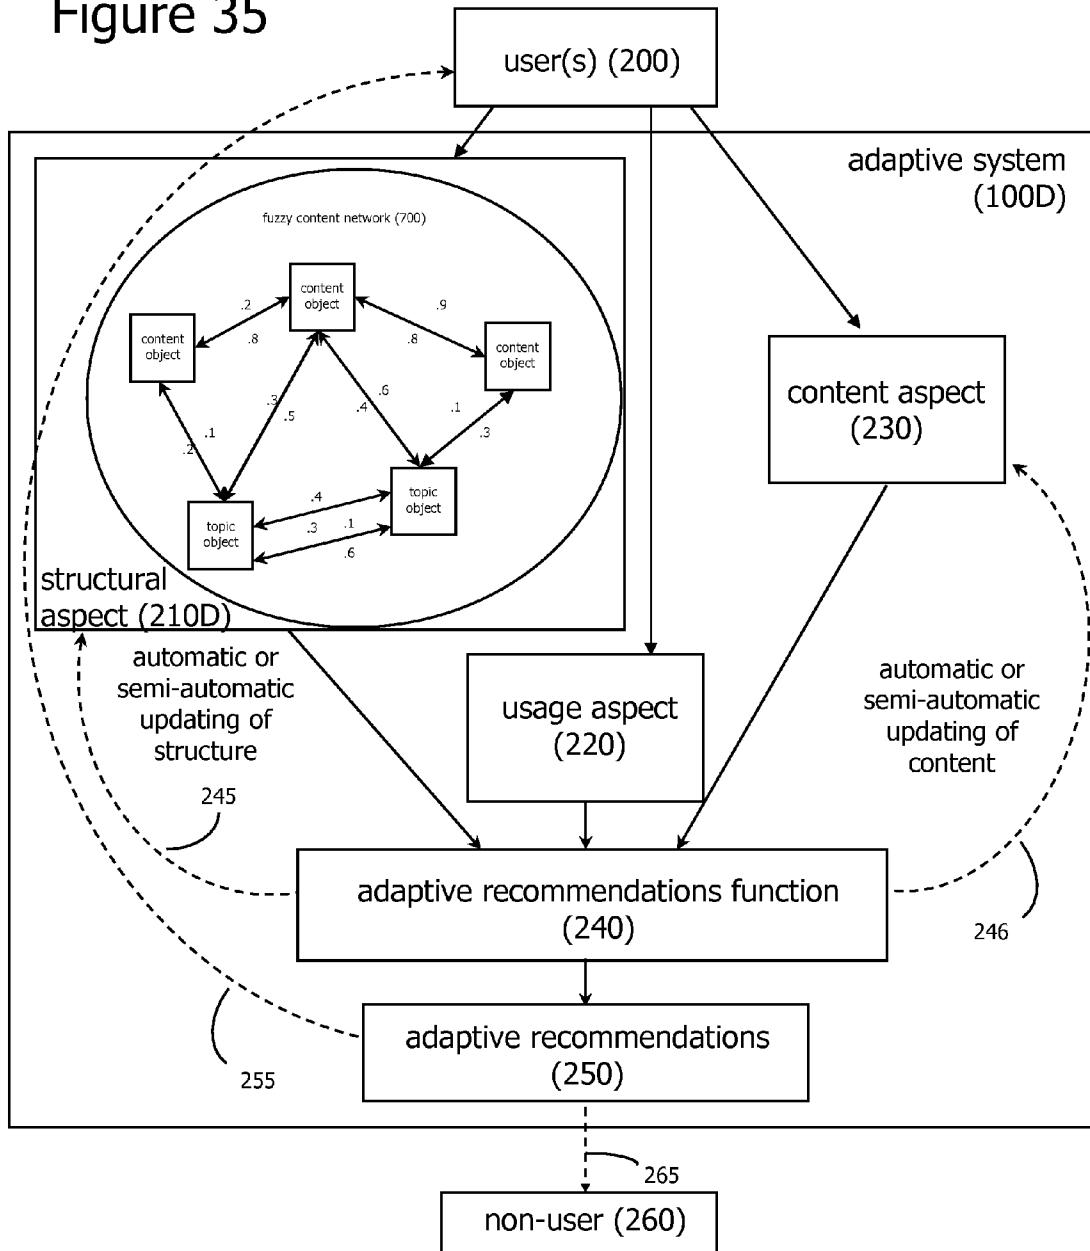 Figure 35
user(s) (200)
adaptive system
(100D)
fuzzy content network (700)
content
object
content
object
content
object
.2
.8
.9
.8
.1
.2
.3
.5
.6
.4
.1
.3
topic
object
topic
object
.4
.3
.1
.6
structural
aspect (210D)
content aspect
(230)
automatic or
semi-automatic
updating of
structure
usage aspect
(220)
automatic or
semi-automatic
updating of
content
245
adaptive recommendations function
(240)
246
adaptive recommendations
(250)
255
265
non-user (260)